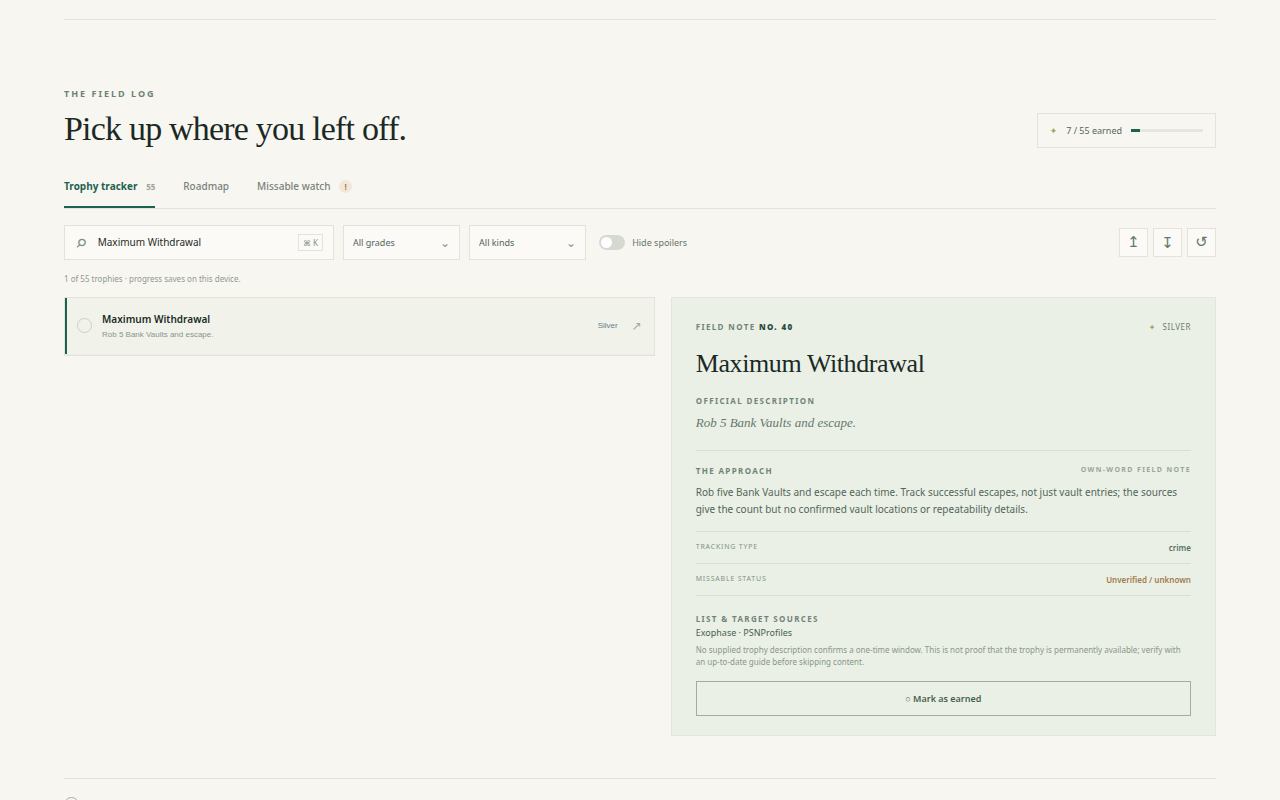 THE FIELD LOG
Pick up where you left off.
✦ 7 / 55 earned
Trophy tracker 55 Roadmap Missable watch !
Maximum Withdrawal ⌘ K All grades All kinds Hide spoilers ↥ ↧ ↺
1 of 55 trophies · progress saves on this device.
Maximum Withdrawal
Rob 5 Bank Vaults and escape.
Silver ↗
FIELD NOTE NO. 40 ✦ SILVER
Maximum Withdrawal
OFFICIAL DESCRIPTION
Rob 5 Bank Vaults and escape.
THE APPROACH OWN-WORD FIELD NOTE
Rob five Bank Vaults and escape each time. Track successful escapes, not just vault entries; the sources
give the count but no confirmed vault locations or repeatability details.
TRACKING TYPE crime
MISSABLE STATUS Unverified / unknown
LIST & TARGET SOURCES
Exophase · PSNProfiles
No supplied trophy description confirms a one-time window. This is not proof that the trophy is permanently available; verify with
an up-to-date guide before skipping content.
○ Mark as earned